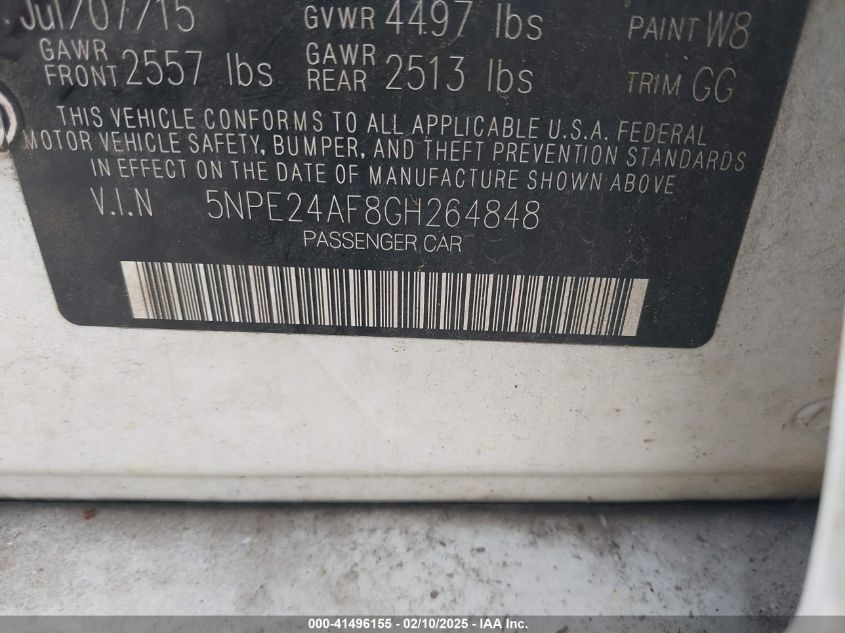 Jul/07/15 GVWR 4497 lbs PAINT W8
GAWR FRONT 2557 lbs GAWR REAR 2513 lbs TRIM GG
THIS VEHICLE CONFORMS TO ALL APPLICABLE U.S.A. FEDERAL
MOTOR VEHICLE SAFETY, BUMPER, AND THEFT PREVENTION STANDARDS
IN EFFECT ON THE DATE OF MANUFACTURE SHOWN ABOVE
V.I.N 5NPE24AF8GH264848
PASSENGER CAR
000-41496155 - 02/10/2025 - IAAI Inc.